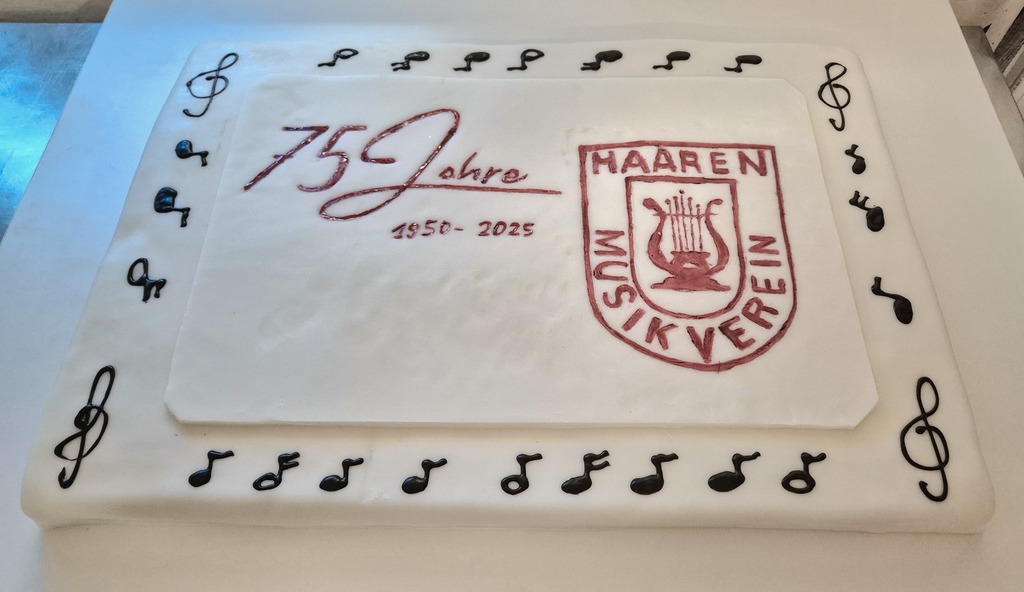 75 Jahre
1950- 2025
HAAREN
MUSIKVEREIN